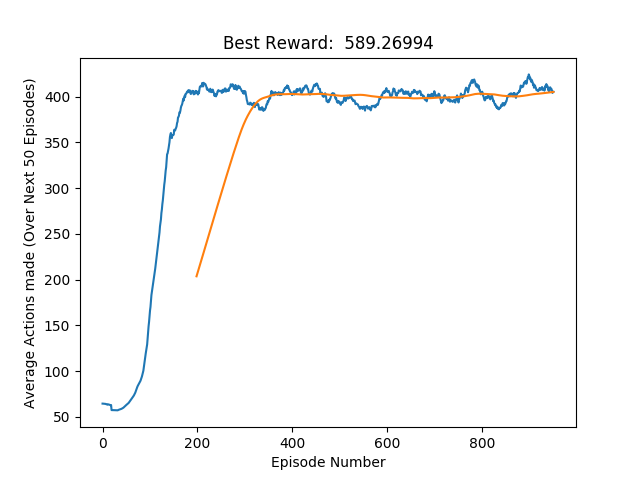 Best Reward:  589.26994
Average Actions made (Over Next 50 Episodes)
400
350
300
250
200
150
100
50
0 200 400 600 800
Episode Number